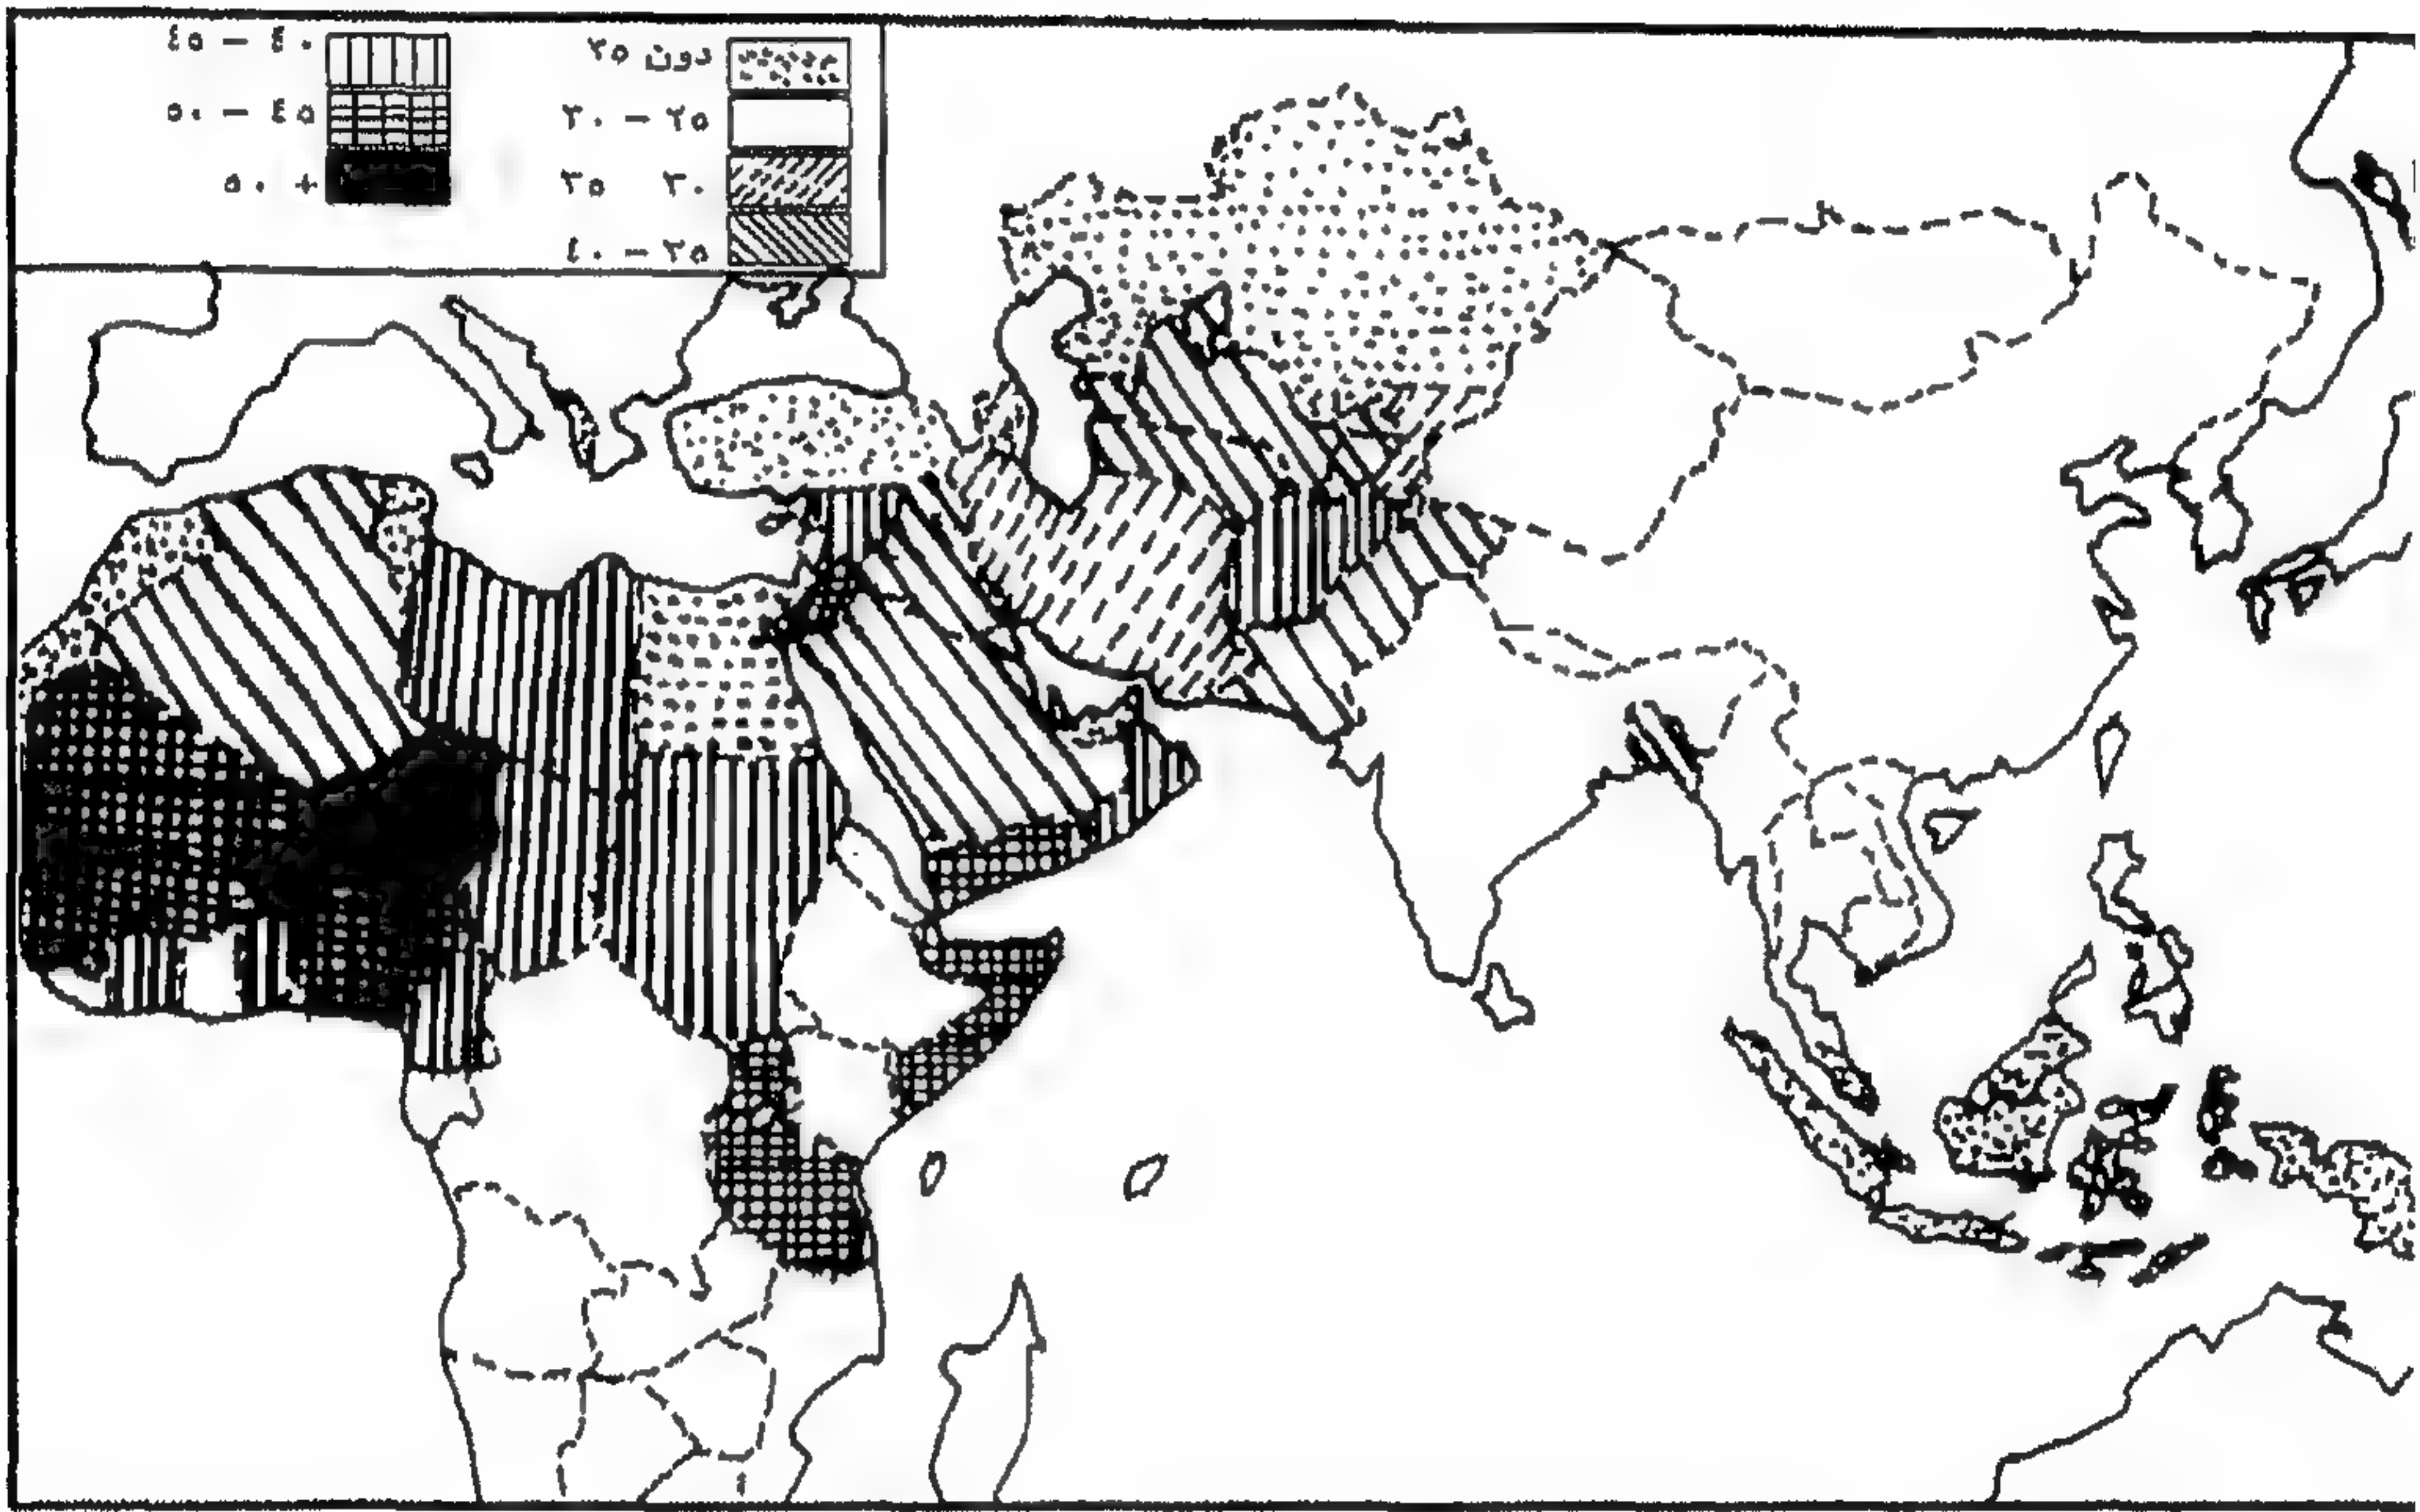 دون ٢٥
٢٥ – ٣٠
٣٠ ٣٥
٣٥ – ٤٠
٤٠ – ٤٥
٤٥ – ٥٠
٥٠ +